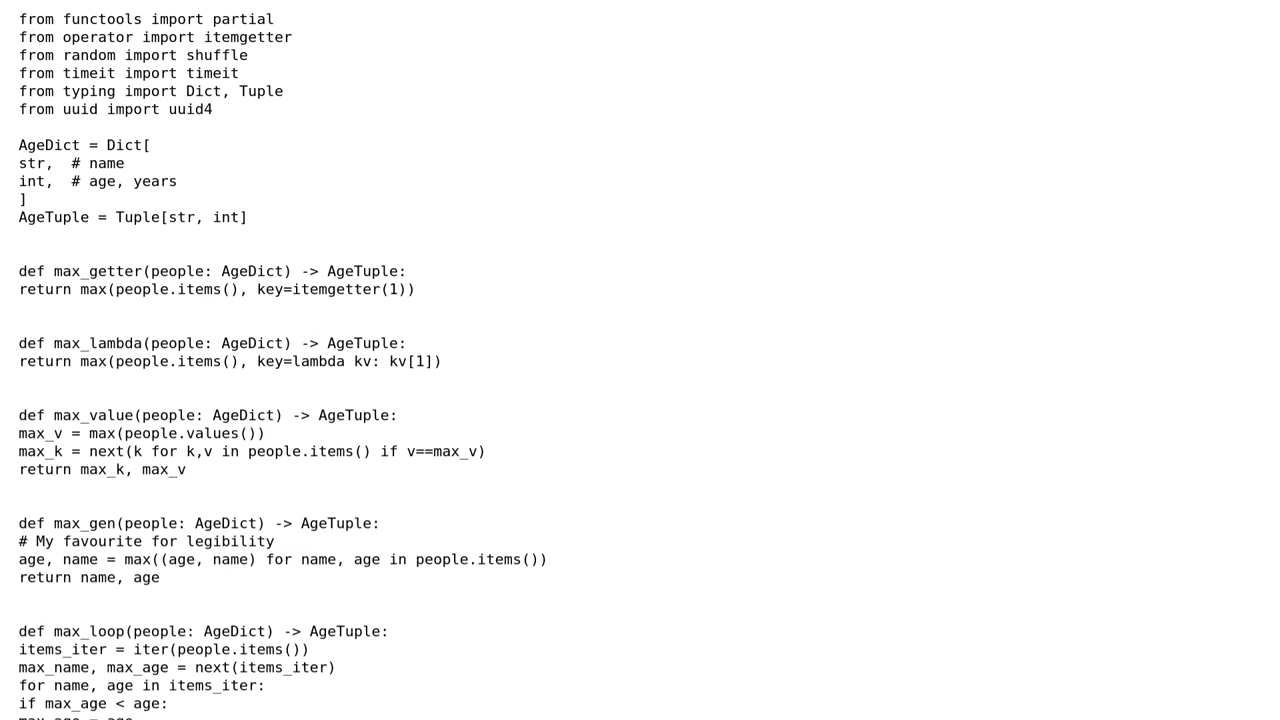 from functools import partial
from operator import itemgetter
from random import shuffle
from timeit import timeit
from typing import Dict, Tuple
from uuid import uuid4

AgeDict = Dict[
str,  # name
int,  # age, years
]
AgeTuple = Tuple[str, int]


def max_getter(people: AgeDict) -> AgeTuple:
return max(people.items(), key=itemgetter(1))


def max_lambda(people: AgeDict) -> AgeTuple:
return max(people.items(), key=lambda kv: kv[1])


def max_value(people: AgeDict) -> AgeTuple:
max_v = max(people.values())
max_k = next(k for k,v in people.items() if v==max_v)
return max_k, max_v


def max_gen(people: AgeDict) -> AgeTuple:
# My favourite for legibility
age, name = max((age, name) for name, age in people.items())
return name, age


def max_loop(people: AgeDict) -> AgeTuple:
items_iter = iter(people.items())
max_name, max_age = next(items_iter)
for name, age in items_iter:
if max_age < age:
max_age = age